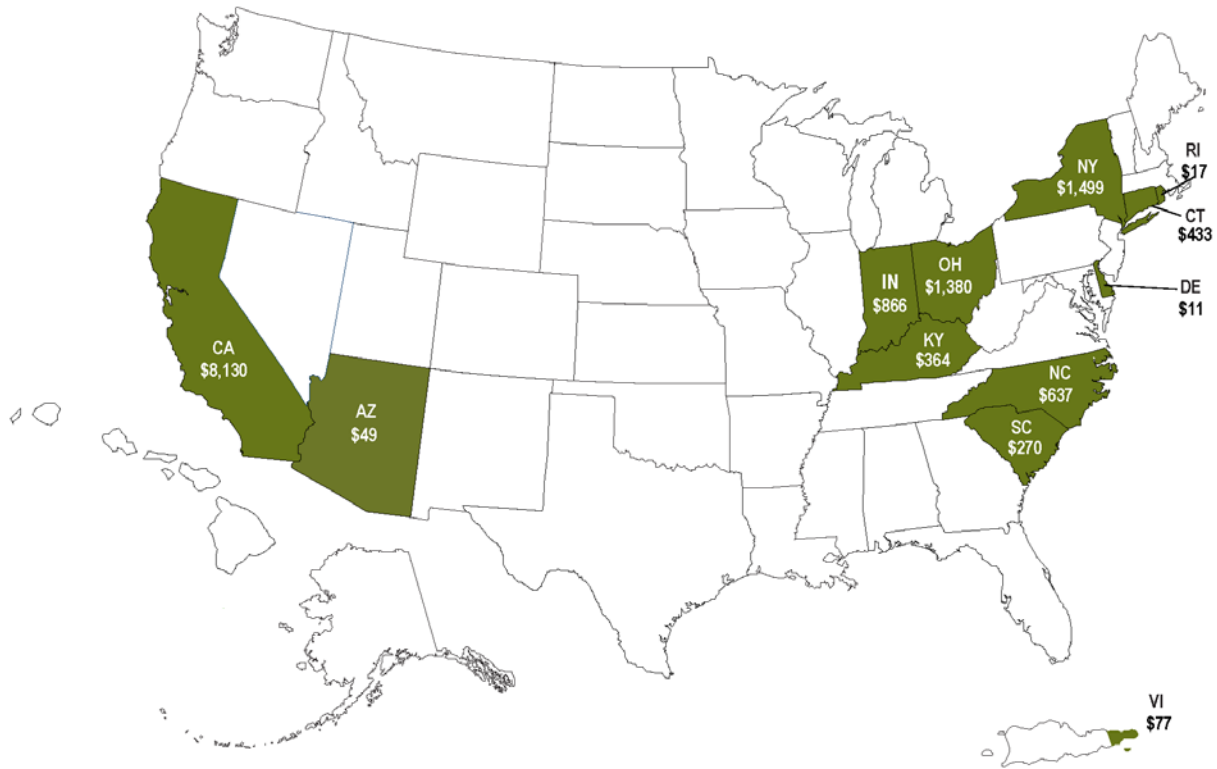 NY
$1,499
RI
$17
CT
$433
IN
$866
OH
$1,380
DE
$11
KY
$364
CA
$8,130
NC
$637
AZ
$49
SC
$270
VI
$77